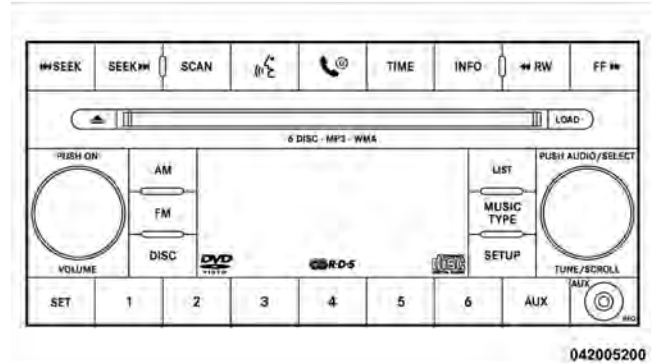 SEEK SEEK SCAN TIME INFO RW FF
LOAD
6 DISC - MP3 - WMA
PUSH ON
PUSH AUDIO/SELECT
AM
LIST
FM
MUSIC
TYPE
DISC
DVD
VIDEO
R·D·S
disc
SETUP
VOLUME
TUNE/SCROLL
SET 1 2 3 4 5 6 AUX
AUX
042005200